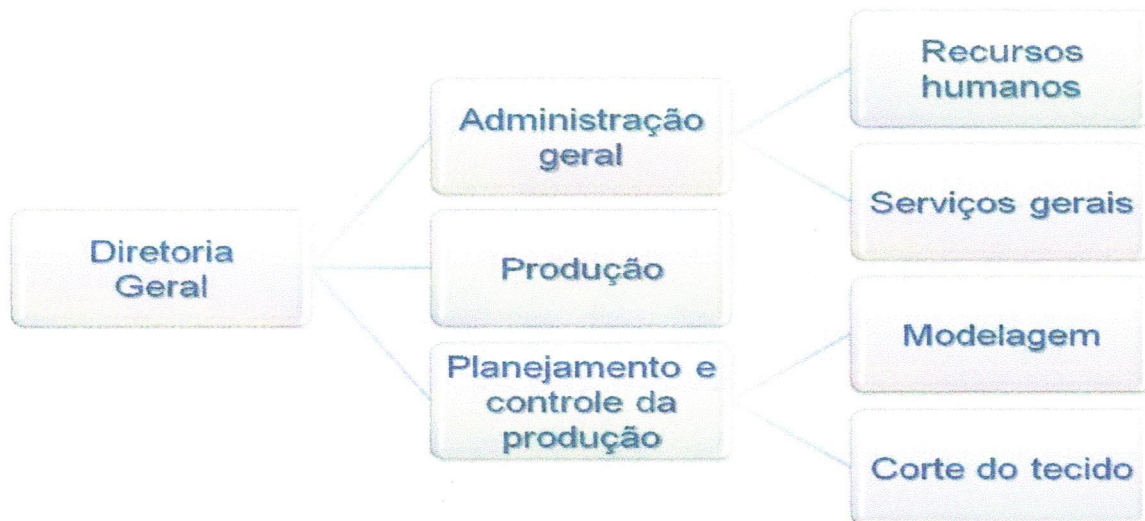 Diretoria
Geral
Administração
geral
Produção
Planejamento e
controle da
produção
Recursos
humanos
Serviços gerais
Modelagem
Corte do tecido